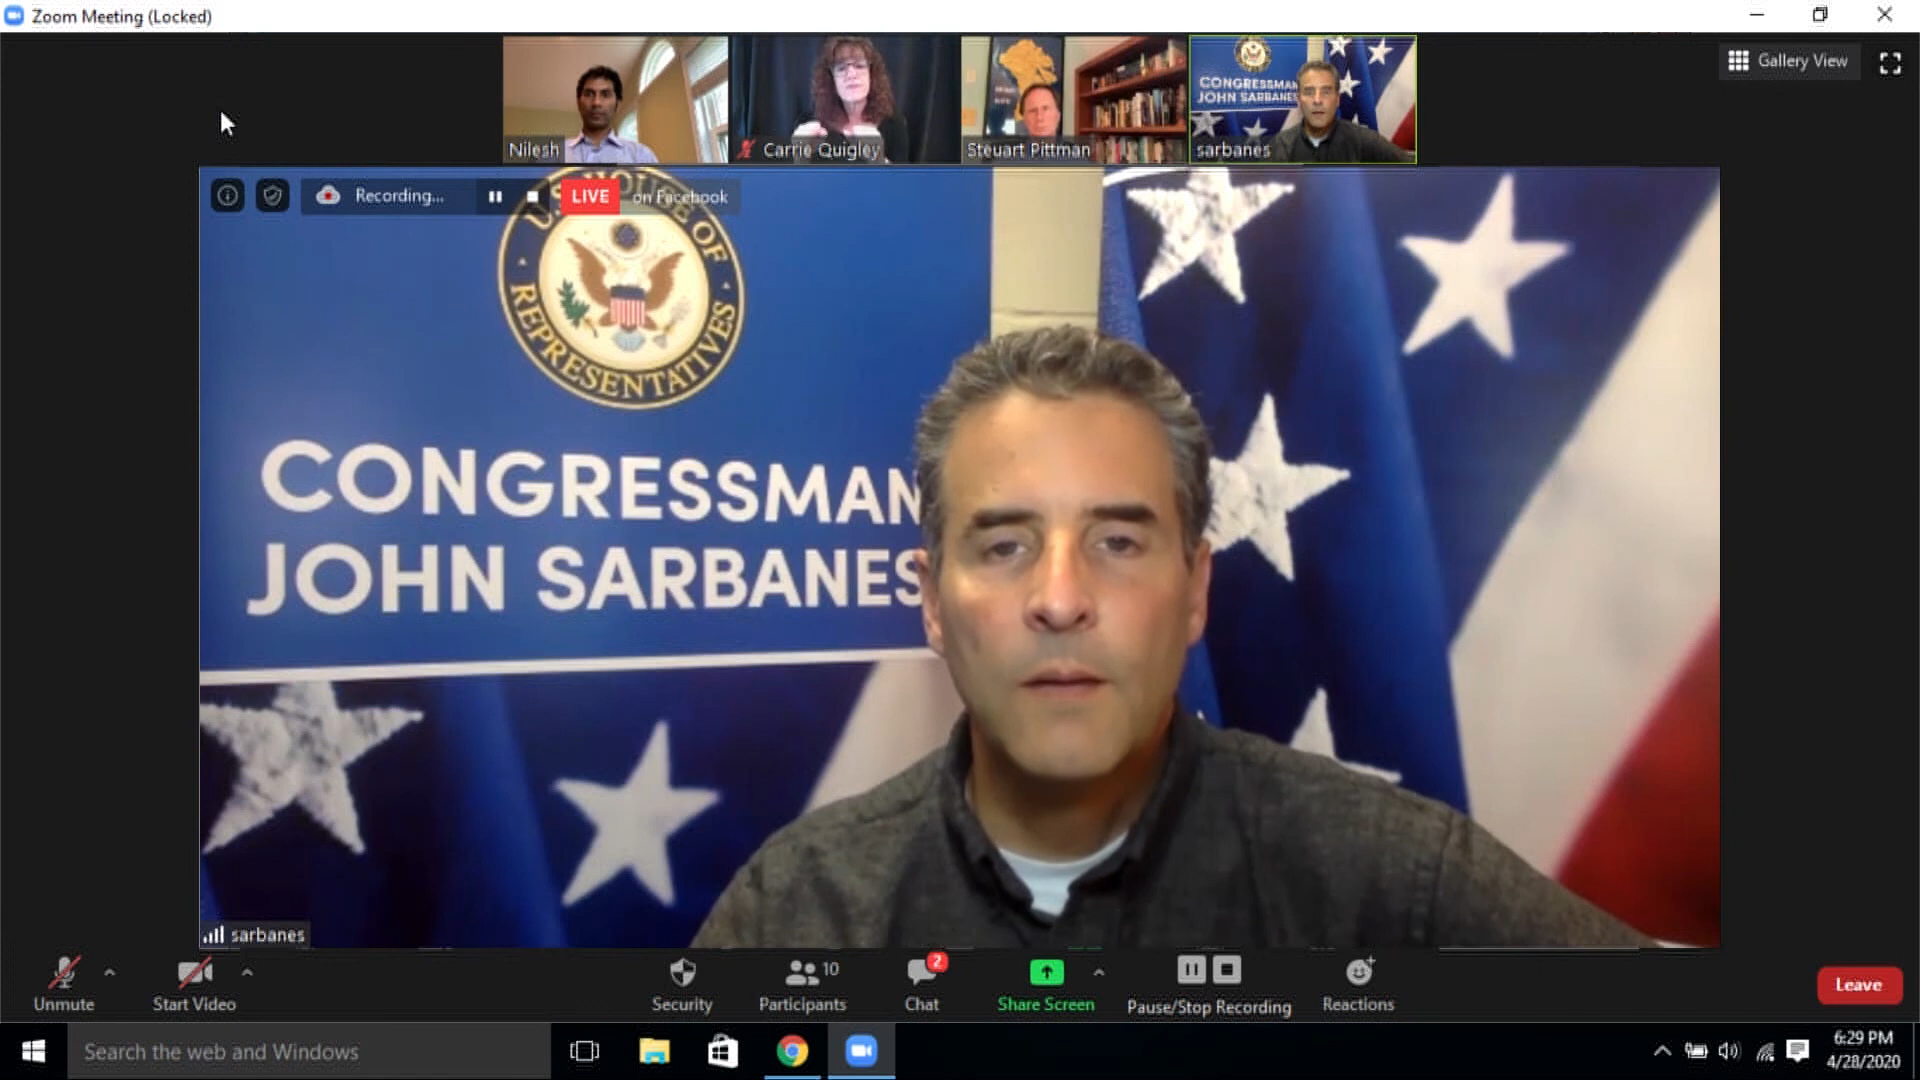 Zoom Meeting (Locked)
Gallery View
CONGRESSMAN
JOHN SARBANES
Nilesh
Carrie Quigley
Steuart Pittman
sarbanes
Recording...
LIVE
on Facebook
U.S. HOUSE OF
REPRESENTATIVES
CONGRESSMAN
JOHN SARBANES
sarbanes
10
2
Unmute
Start Video
Security
Participants
Chat
Share Screen
Pause/Stop Recording
Reactions
Leave
Search the web and Windows
6:29 PM
4/28/2020